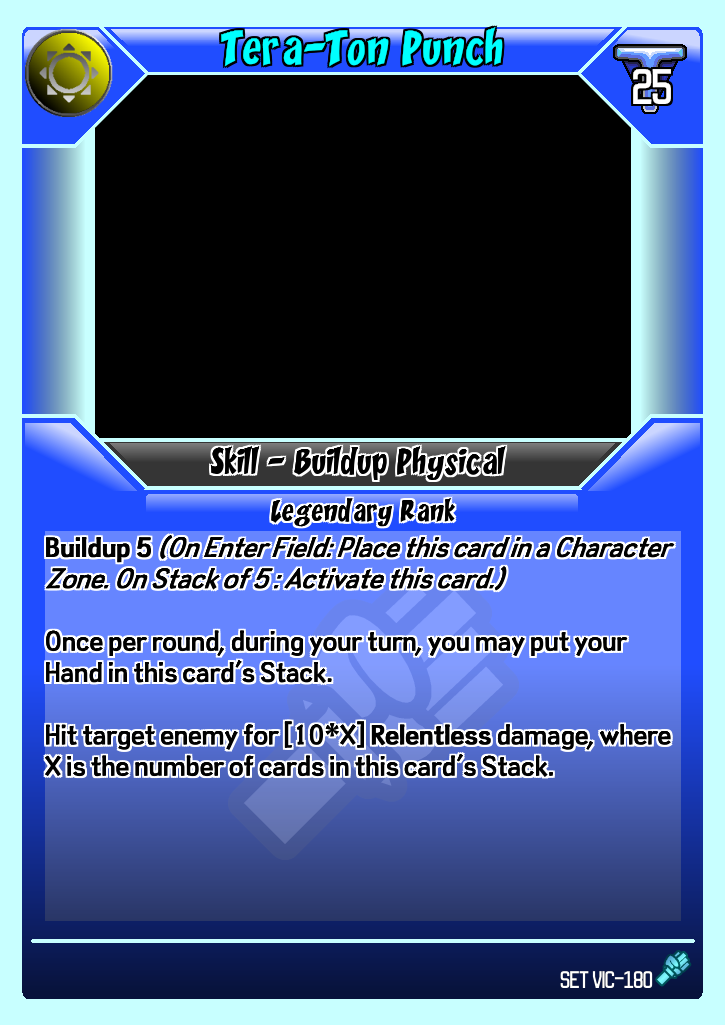 Tera-Ton Punch
25
Skill - Buildup Physical
Legendary Rank
Buildup 5 (On Enter Field: Place this card in a Character
Zone. On Stack of 5 : Activate this card.)
Once per round, during your turn, you may put your
Hand in this card's Stack.
Hit target enemy for [10*X] Relentless damage, where
X is the number of cards in this card's Stack.
SET VIC-180